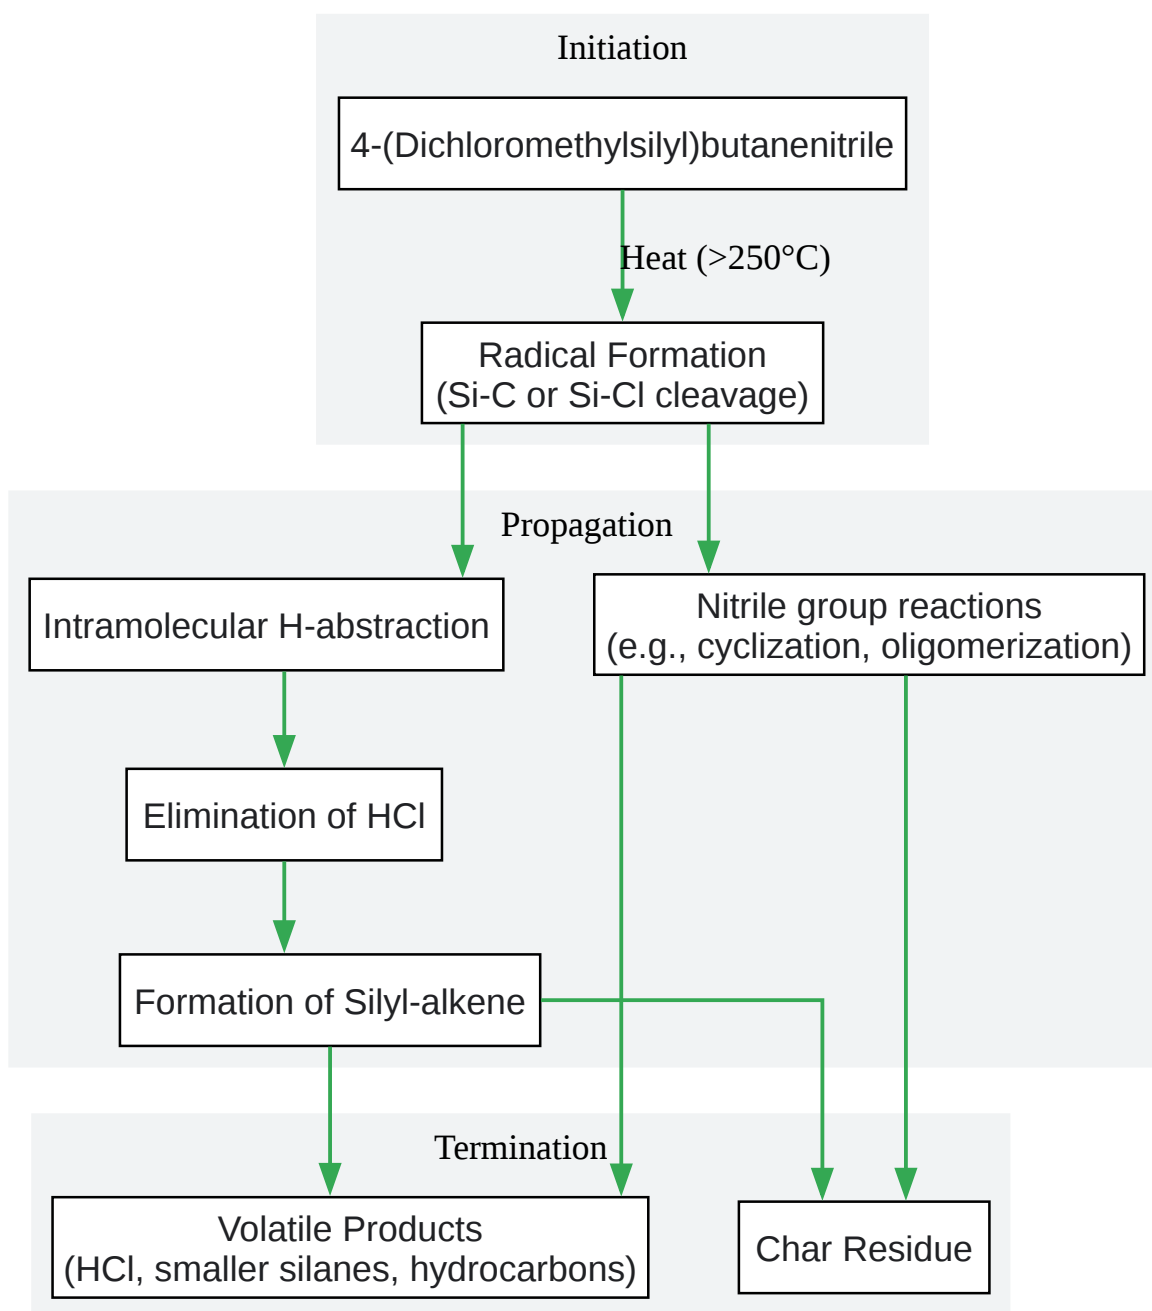 Initiation
4-(Dichloromethylsilyl)butanenitrile
Heat (>250°C)
Radical Formation
(Si-C or Si-Cl cleavage)
Propagation
Intramolecular H-abstraction
Nitrile group reactions
(e.g., cyclization, oligomerization)
Elimination of HCl
Formation of Silyl-alkene
Termination
Volatile Products
(HCl, smaller silanes, hydrocarbons)
Char Residue